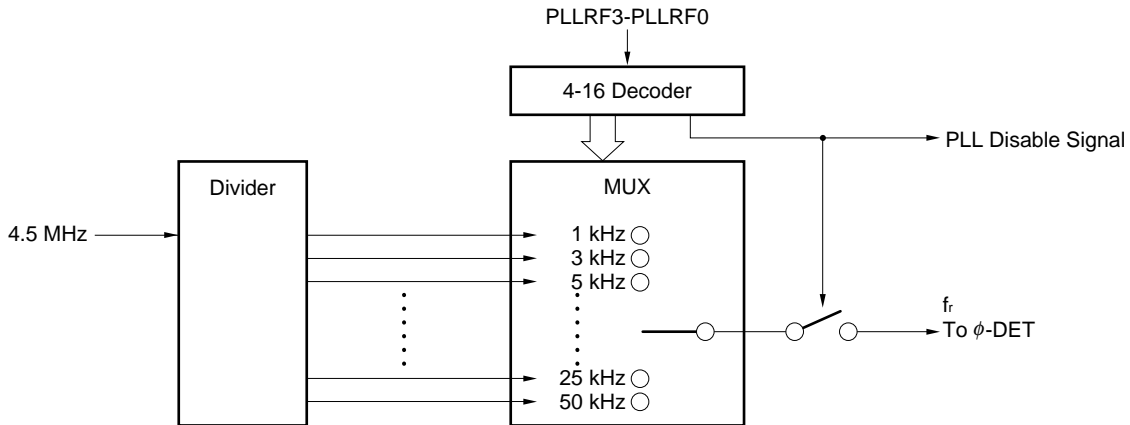 PLLRF3-PLLRF0
4-16 Decoder
PLL Disable Signal
Divider
MUX
4.5 MHz
1 kHz
3 kHz
5 kHz
fr
To ϕ-DET
25 kHz
50 kHz